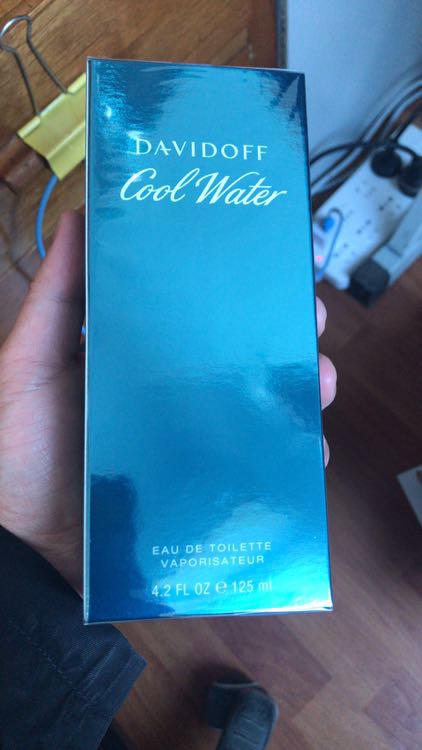 DAVIDOFF
Cool Water
EAU DE TOILETTE
VAPORISATEUR
4.2 FL OZ ℮ 125 ml